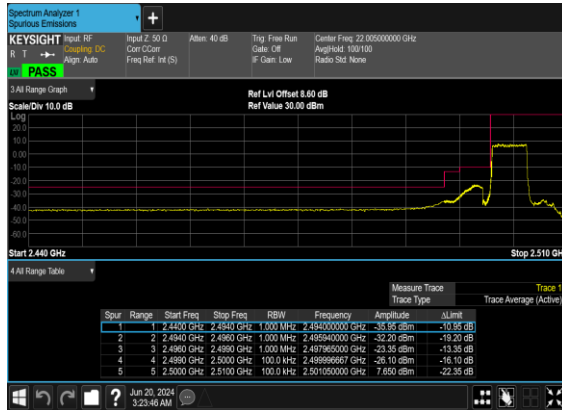 Spectrum Analyzer 1
Spurious Emissions
+
KEYSIGHT Input: RF Input Z: 50 Ω Atten: 40 dB Trig: Free Run Center Freq: 22.005000000 GHz
R T Coupling: DC Corr CCorr Gate: Off Avg|Hold: 100/100
Align: Auto Freq Ref: Int (S) IF Gain: Low Radio Std: None
PASS
3 All Range Graph Ref Lvl Offset 8.60 dB
Scale/Div 10.0 dB Ref Value 30.00 dBm
Log
20.0
10.0
0.00
-10.0
-20.0
-30.0
-40.0
-50.0
-60.0
Start 2.440 GHz Stop 2.510 GH
4 All Range Table
Measure Trace Trace 1
Trace Type Trace Average (Active)
Spur Range Start Freq Stop Freq RBW Frequency Amplitude ΔLimit
1 1 2.4400 GHz 2.4940 GHz 1.000 MHz 2.494000000 GHz -35.95 dBm -10.95 dB
2 2 2.4940 GHz 2.4960 GHz 1.000 MHz 2.495940000 GHz -32.20 dBm -19.20 dB
3 3 2.4960 GHz 2.4990 GHz 1.000 MHz 2.497965000 GHz -23.35 dBm -13.35 dB
4 4 2.4990 GHz 2.5000 GHz 100.0 kHz 2.499996667 GHz -26.10 dBm -16.10 dB
5 5 2.5000 GHz 2.5100 GHz 100.0 kHz 2.501050000 GHz 7.650 dBm -22.35 dB
? Jun 20, 2024
3:23:46 AM